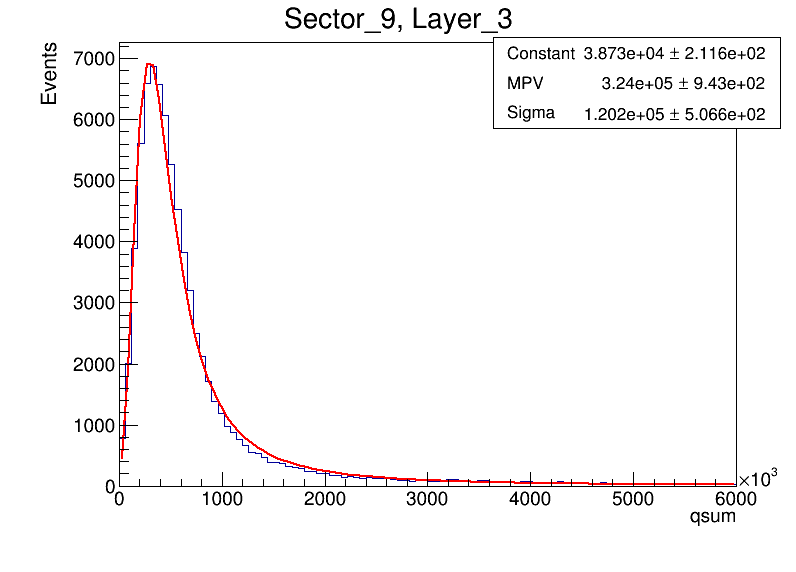 Sector_9, Layer_3
Constant 3.873e+04 ± 2.116e+02
MPV 3.24e+05 ± 9.43e+02
Sigma 1.202e+05 ± 5.066e+02
Events
7000
6000
5000
4000
3000
2000
1000
0
0 1000 2000 3000 4000 5000 6000
×10³
qsum